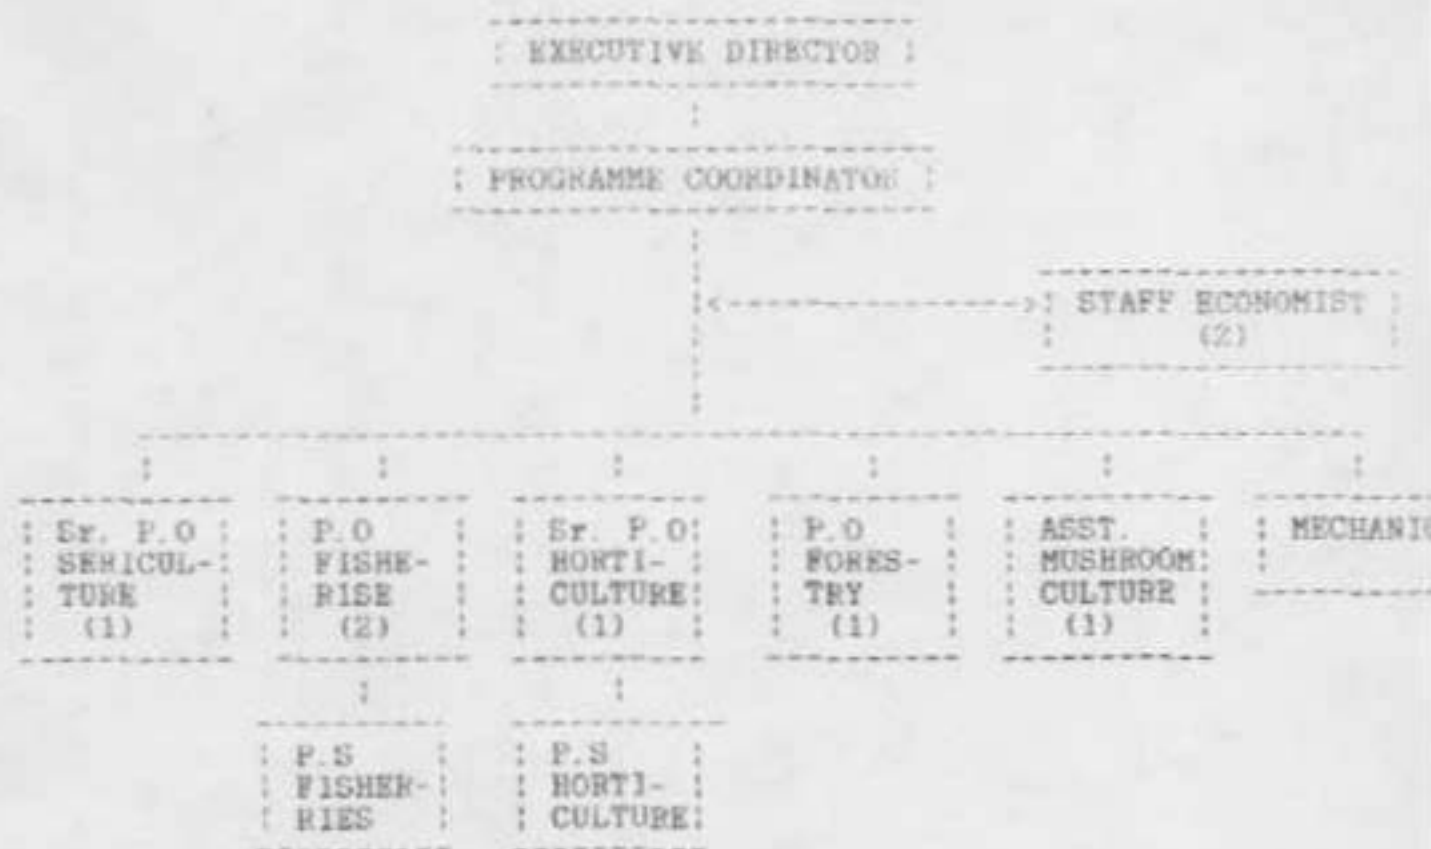 EXECUTIVE DIRECTOR
PROGRAMME COORDINATOR
STAFF ECONOMIST
(2)
Sr. P.O
SERICUL-
TURE
(1)
P.O
FISHE-
RISE
(2)
Sr. P.O
HORTI-
CULTURE
(1)
P.O
FORES-
TRY
(1)
ASST.
MUSHROOM
CULTURE
(1)
MECHANIC
P.S
FISHER-
RIES
P.S
HORTI-
CULTURE